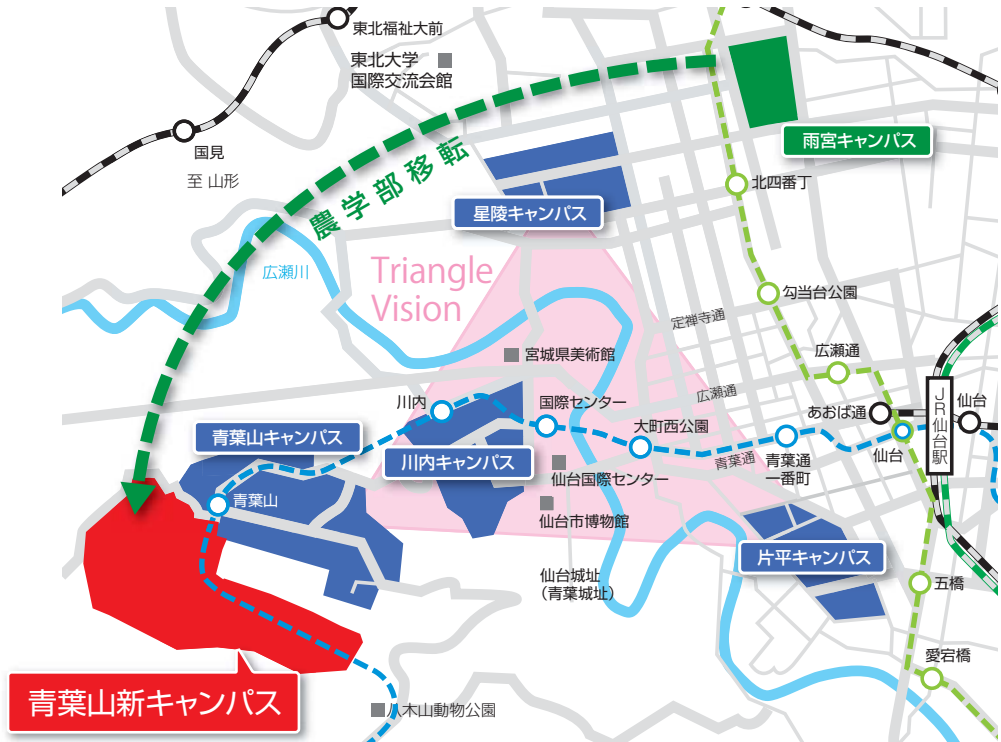 東北福祉大前
東北大学
国際交流会館
国見
至 山形
農学部移転
雨宮キャンパス
北四番丁
星陵キャンパス
広瀬川
Triangle
Vision
勾当台公園
定禅寺通
宮城県美術館
広瀬通
広瀬通
川内
国際センター
大町西公園
あおば通
仙台
JR仙台駅
仙台
青葉山キャンパス
川内キャンパス
青葉通
青葉通
一番町
仙台国際センター
青葉山
仙台市博物館
片平キャンパス
仙台城址
（青葉城址）
五橋
愛宕橋
青葉山新キャンパス
八木山動物公園